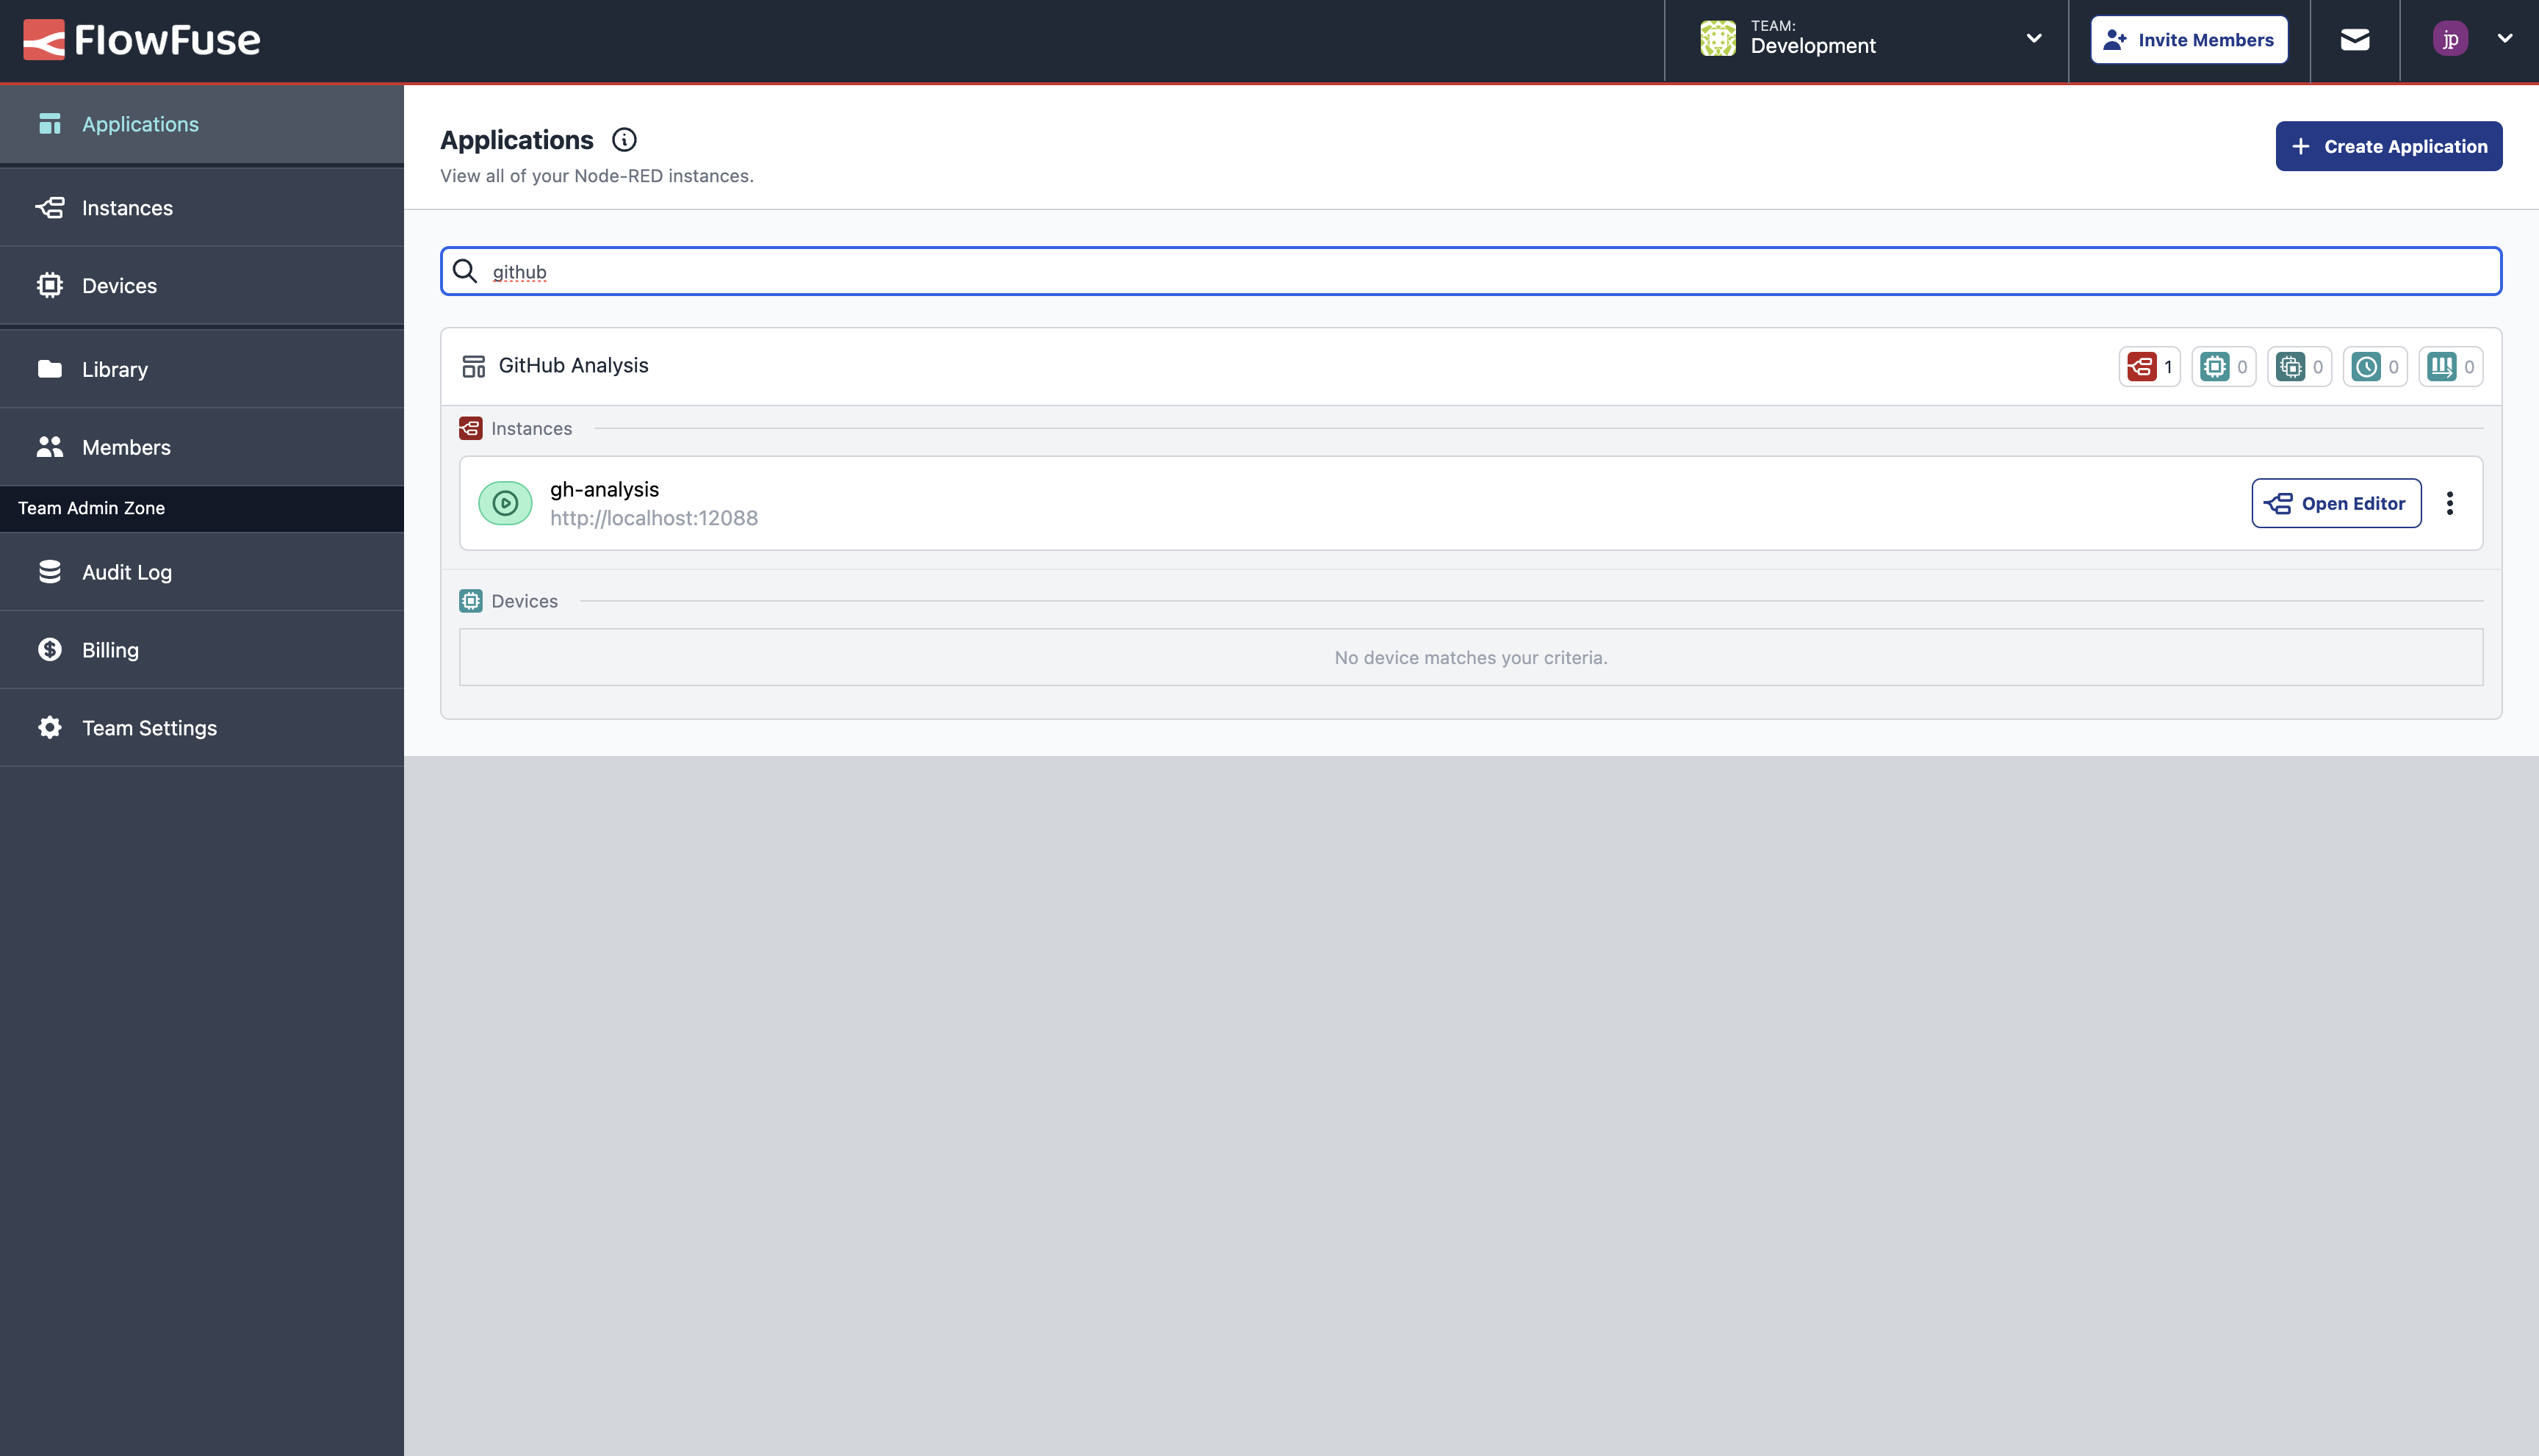 FlowFuse
TEAM:
Development
Invite Members
jp
Applications
Instances
Devices
Library
Members
Team Admin Zone
Audit Log
Billing
Team Settings
Applications
View all of your Node-RED instances.
Create Application
github
GitHub Analysis
1
0
0
0
0
Instances
gh-analysis
http://localhost:12088
Open Editor
Devices
No device matches your criteria.